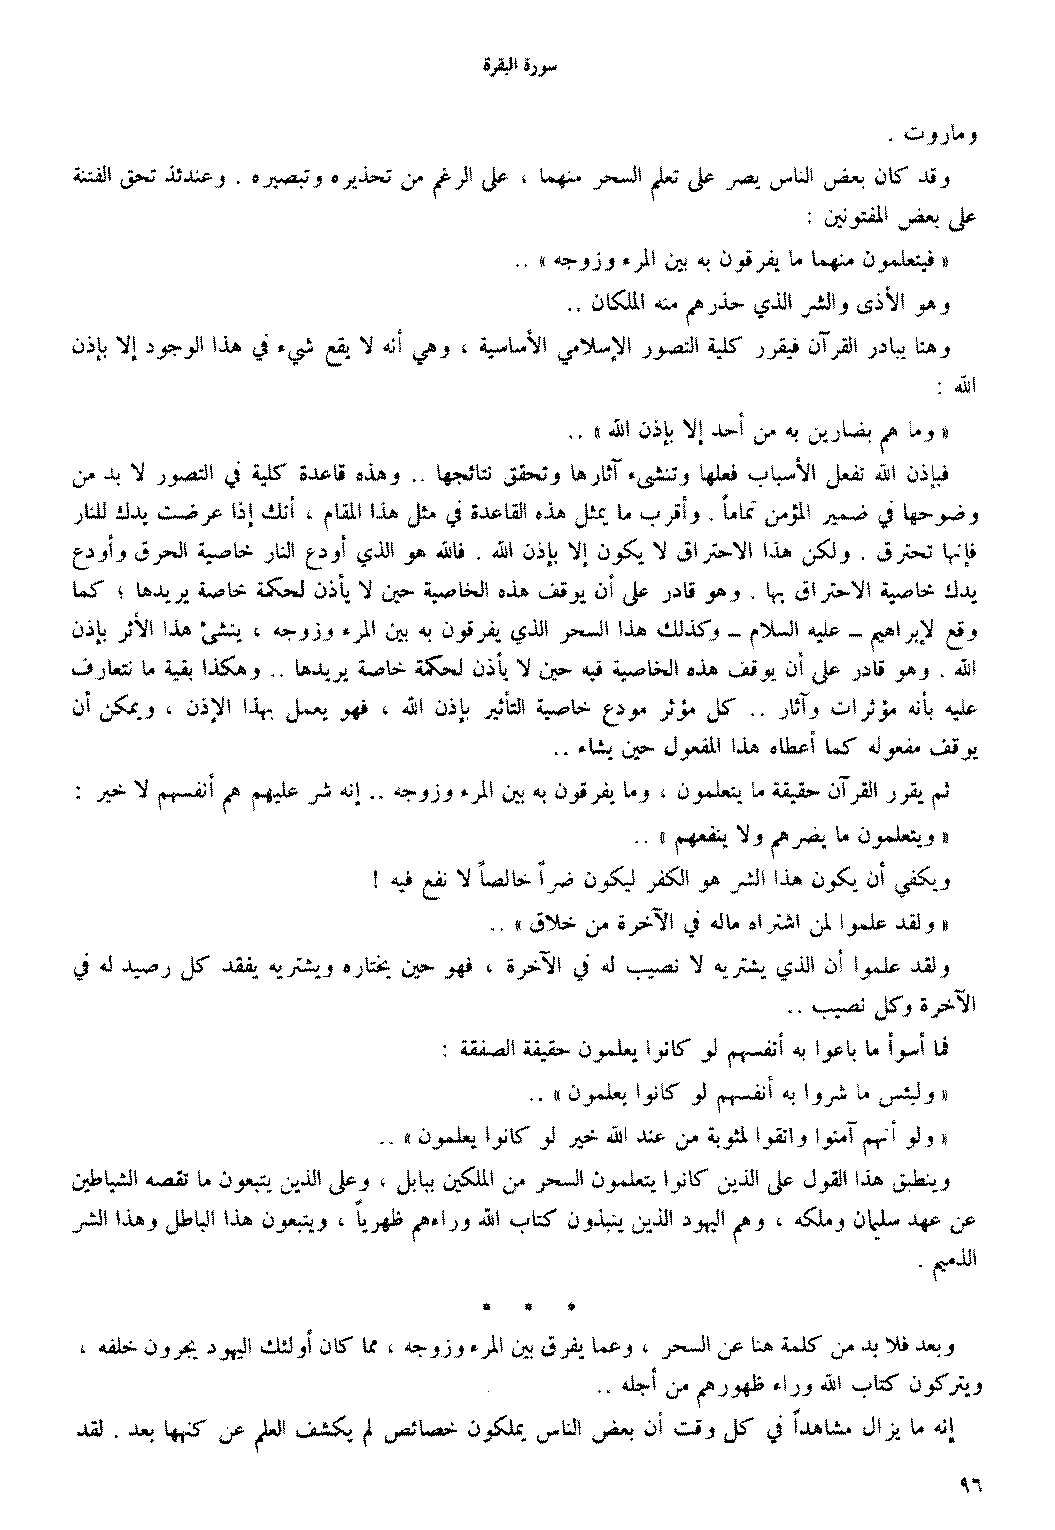 سورة البقرة
وماروت .
وقد كان بعض الناس يصر على تعلم السحر منهما ، على الرغم من تحذيره وتبصيره . وعندئذ تحق الفتنة
على بعض المفتونين :
« فيتعلمون منهما ما يفرقون به بين المرء وزوجه » ..
وهو الأذى والشر الذي حذرهم منه الملكان ..
وهنا يبادر القرآن فيقرر كلية التصور الإسلامي الأساسية ، وهي أنه لا يقع شيء في هذا الوجود إلا بإذن
الله :
« وما هم بضارين به من أحد إلا بإذن الله » ..
فبإذن الله تفعل الأسباب فعلها وتنشىء آثارها وتحقق نتائجها .. وهذه قاعدة كلية في التصور لا بد من
وضوحها في ضمير المؤمن تماماً . وأقرب ما يمثل هذه القاعدة في مثل هذا المقام ، أنك إذا عرضت يدك للنار
فإنها تحترق . ولكن هذا الاحتراق لا يكون إلا بإذن الله . فالله هو الذي أودع النار خاصية الحرق وأودع
يدك خاصية الاحتراق بها . وهو قادر على أن يوقف هذه الخاصية حين لا يأذن لحكمة خاصة يريدها ؛ كما
وقع لإبراهيم – عليه السلام – وكذلك هذا السحر الذي يفرقون به بين المرء وزوجه ، ينشئ هذا الأثر بإذن
الله . وهو قادر على أن يوقف هذه الخاصية فيه حين لا يأذن لحكمة خاصة يريدها .. وهكذا بقية ما نتعارف
عليه بأنه مؤثرات وآثار .. كل مؤثر مودع خاصية التأثير بإذن الله ، فهو يعمل بهذا الإذن ، ويمكن أن
يوقف مفعوله كما أعطاه هذا المفعول حين يشاء ..
ثم يقرر القرآن حقيقة ما يتعلمون ، وما يفرقون به بين المرء وزوجه .. إنه شر عليهم هم أنفسهم لا خير :
« ويتعلمون ما يضرهم ولا ينفعهم » ..
ويكفي أن يكون هذا الشر هو الكفر ليكون ضراً خالصاً لا نفع فيه !
« ولقد علموا لمن اشتراه ماله في الآخرة من خلاق » ..
ولقد علموا أن الذي يشتريه لا نصيب له في الآخرة ، فهو حين يختاره ويشتريه يفقد كل رصيد له في
الآخرة وكل نصيب ..
فما أسوأ ما باعوا به أنفسهم لو كانوا يعلمون حقيقة الصفقة :
« ولبئس ما شروا به أنفسهم لو كانوا يعلمون » ..
« ولو أنهم آمنوا واتقوا لمثوبة من عند الله خير لو كانوا يعلمون » ..
وينطبق هذا القول على الذين كانوا يتعلمون السحر من الملكين ببابل ، وعلى الذين يتبعون ما تقصه الشياطين
عن عهد سليمان وملكه ، وهم اليهود الذين ينبذون كتاب الله وراءهم ظهرياً ، ويتبعون هذا الباطل وهذا الشر
الذميم .
* * *
وبعد فلا بد من كلمة هنا عن السحر ، وعما يفرق بين المرء وزوجه ، مما كان أولئك اليهود يجرون خلفه ،
ويتركون كتاب الله وراء ظهورهم من أجله ..
إنه ما يزال مشاهداً في كل وقت أن بعض الناس يملكون خصائص لم يكشف العلم عن كنهها بعد . لقد
٩٦